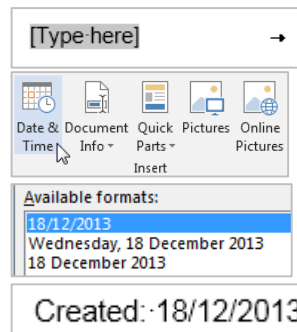 [Type·here]
Date & Document Quick Pictures Online
Time Info Parts Pictures
Insert
Available formats:
18/12/2013
Wednesday, 18 December 2013
18 December 2013
Created:·18/12/2013